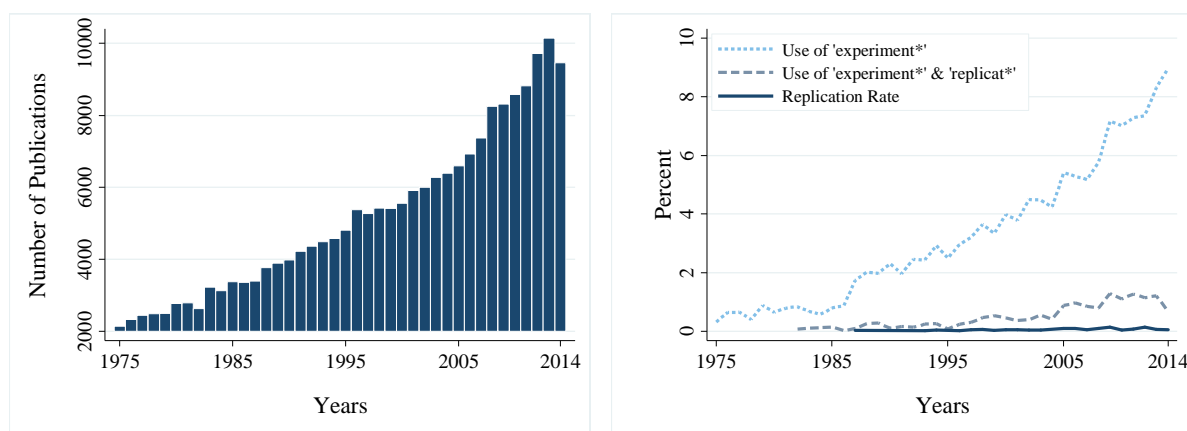 Number of Publications
10000
8000
6000
4000
2000
1975 1985 1995 2005 2014
Years
Percent
10
8
6
4
2
0
Use of 'experiment*'
Use of 'experiment*' & 'replicat*'
Replication Rate
1975 1985 1995 2005 2014
Years